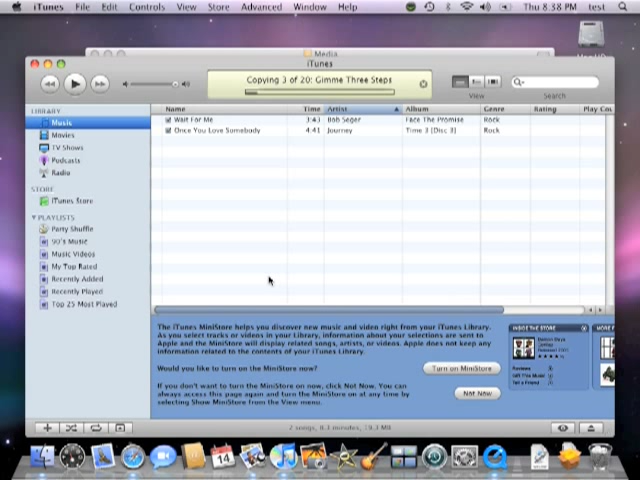 iTunes File Edit Controls View Store Advanced Window Help
Thu 8:38 PM test
Media
iTunes
Copying 3 of 20: Gimme Three Steps
View
Search
LIBRARY
Music
Movies
TV Shows
Podcasts
Radio
STORE
iTunes Store
PLAYLISTS
Party Shuffle
90's Music
Music Videos
My Top Rated
Recently Added
Recently Played
Top 25 Most Played
Name Time Artist Album Genre Rating Play Cou
Wait For Me 3:43 Bob Seger Face The Promise Rock
Once You Love Somebody 4:41 Journey Time 3 [Disc 3] Rock
The iTunes MiniStore helps you discover new music and video right from your iTunes Library.
As you select tracks or videos in your Library, information about your selections are sent to
Apple and the MiniStore will display related songs, artists, or videos. Apple does not keep any
information related to the contents of your iTunes Library.
Would you like to turn on the MiniStore now?
Turn on MiniStore
If you don't want to turn the MiniStore on now, click Not Now. You can
always access this page again and turn the MiniStore on at any time by
selecting Show MiniStore from the View menu.
Not Now
INSIDE THE STORE
MORE F
Reviews
Gift This Music
Tell a Friend
2 songs, 8.3 minutes, 19.3 MB
14